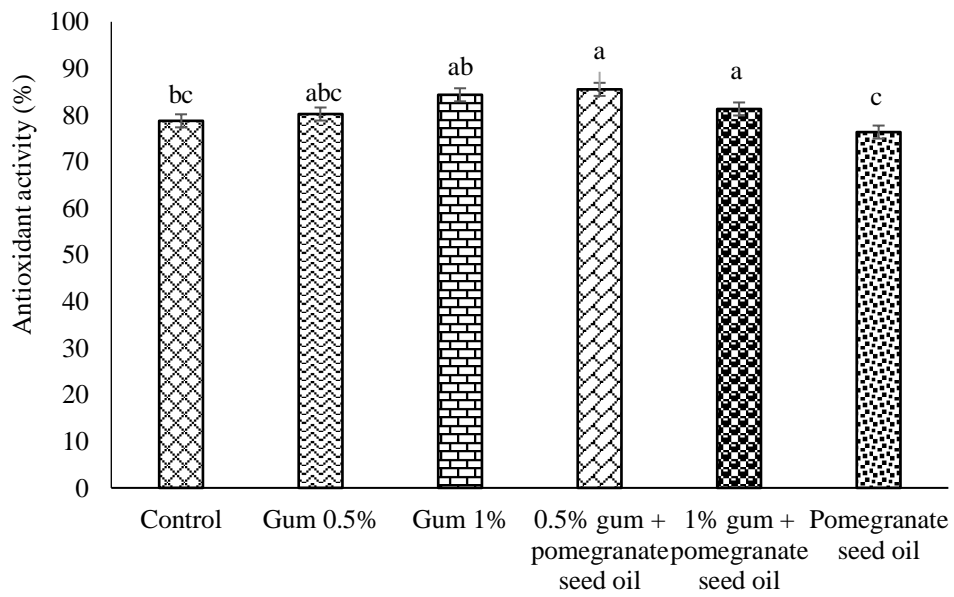 Antioxidant activity (%)
100
90
80
70
60
50
40
30
20
10
0
bc
abc
ab
a
a
c
Control
Gum 0.5%
Gum 1%
0.5% gum +
pomegranate
seed oil
1% gum +
pomegranate
seed oil
Pomegranate
seed oil